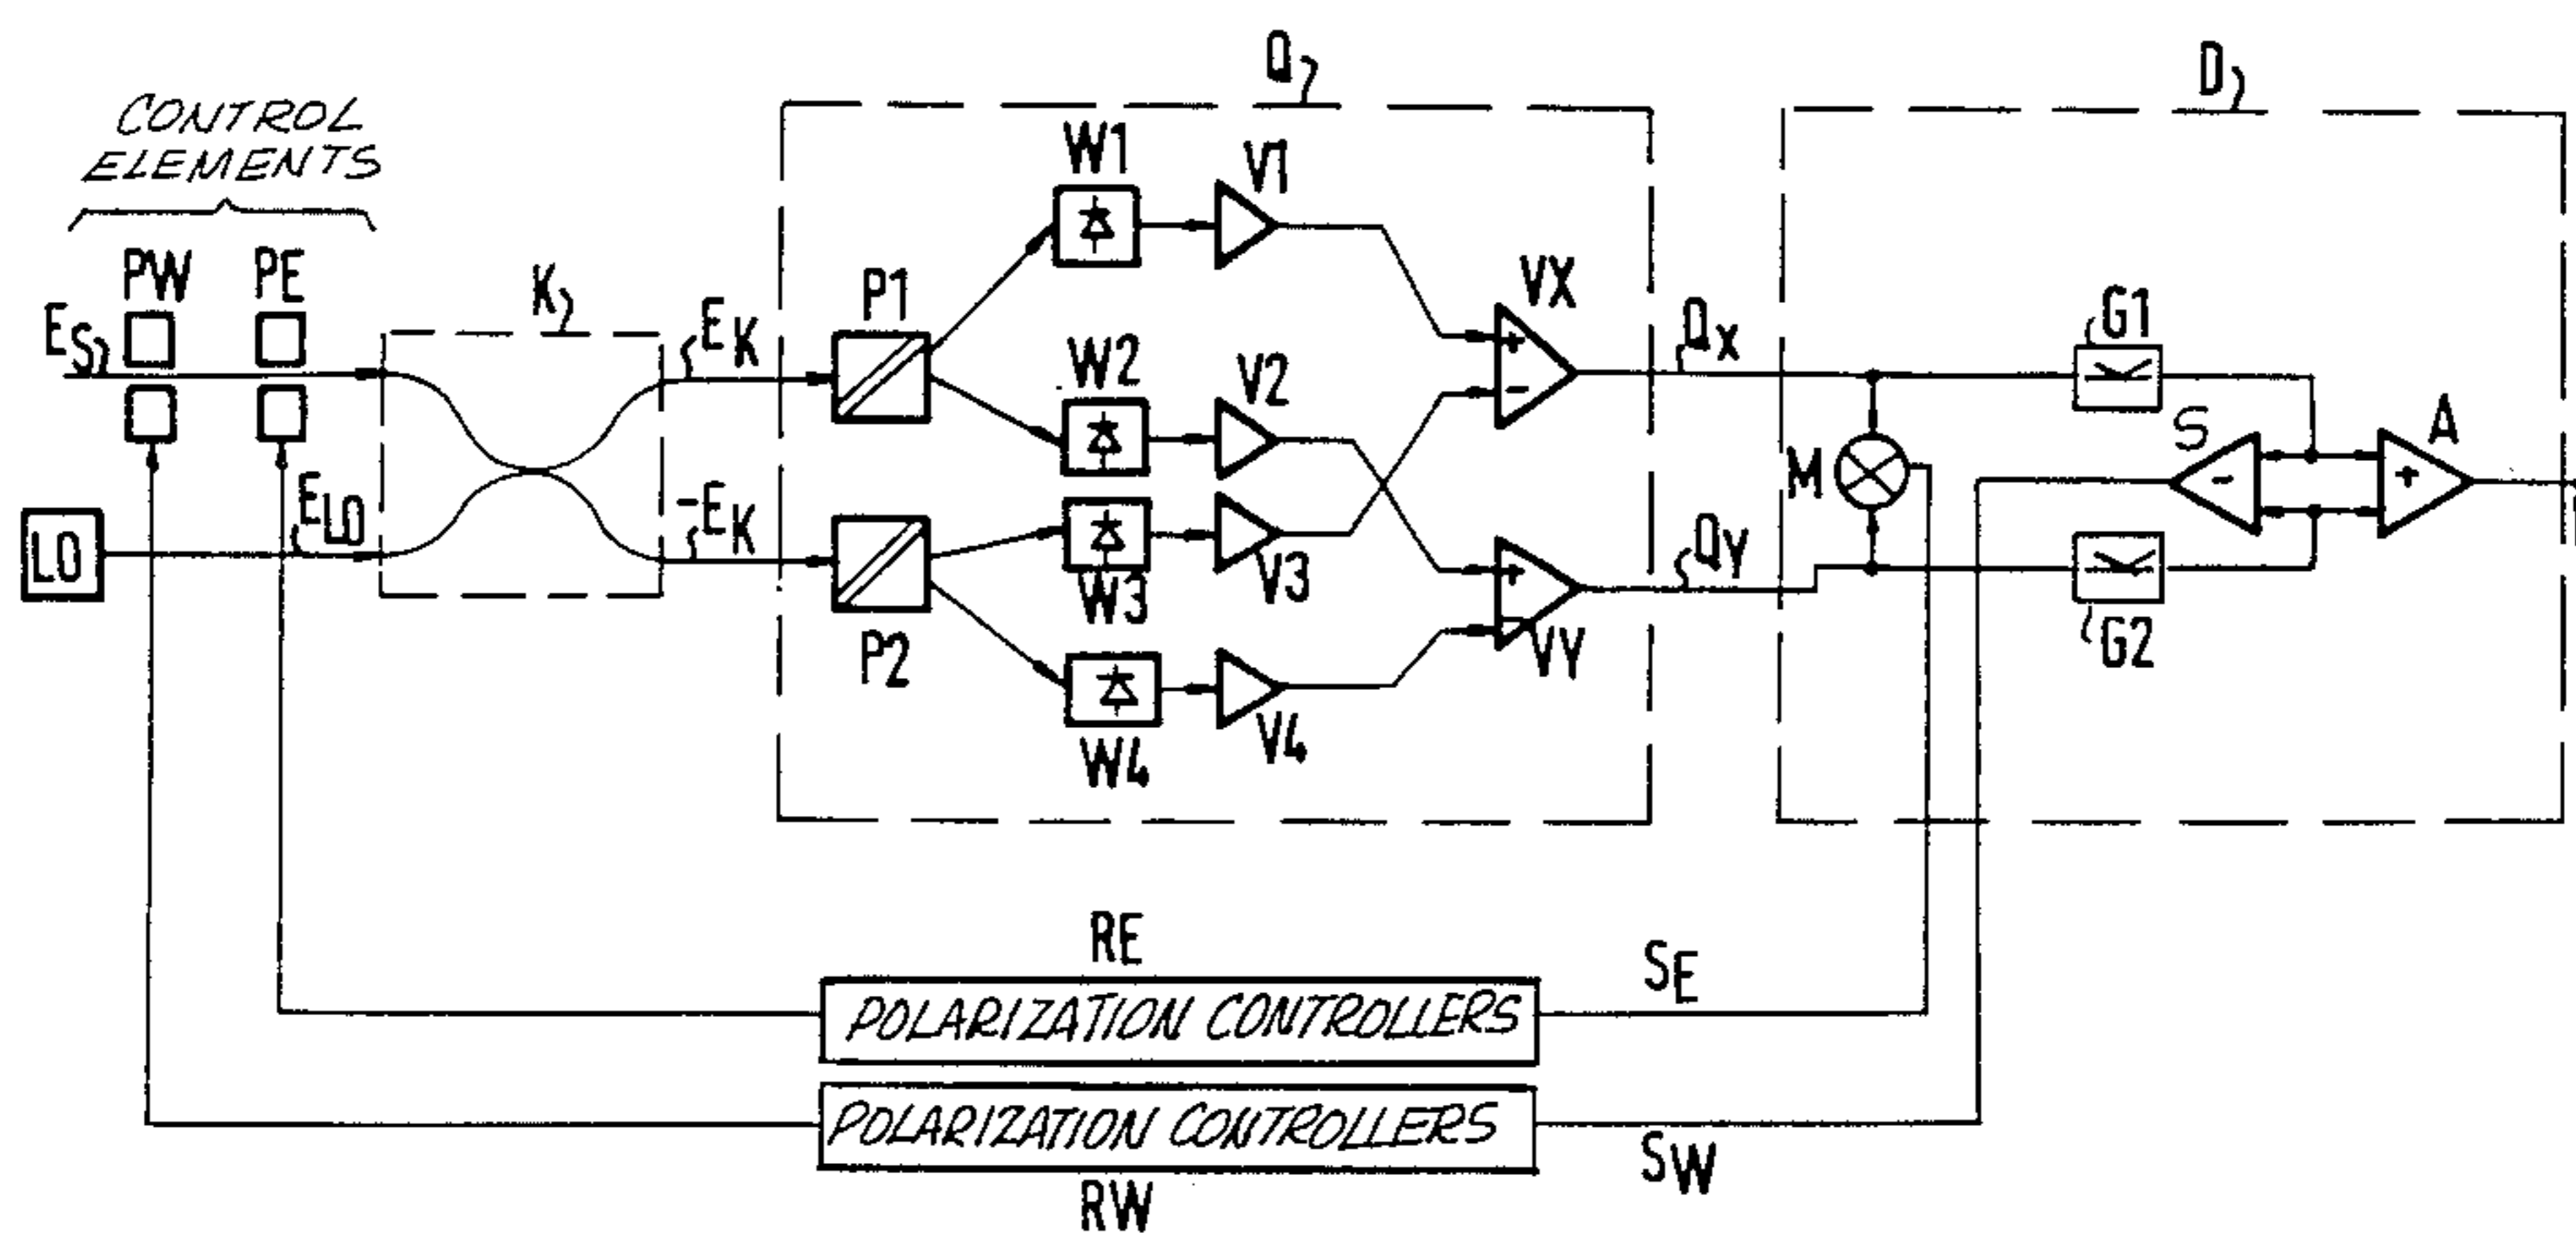 CONTROL
ELEMENTS
PW
PE
ES
K
EK
LO
ELO
-EK
Q
P1
P2
W1
W2
W3
W4
V1
V2
V3
V4
VX
+
-
VY
+
-
QX
QY
D
M
G1
G2
S
-
A
+
RE
POLARIZATION CONTROLLERS
SE
POLARIZATION CONTROLLERS
SW
RW